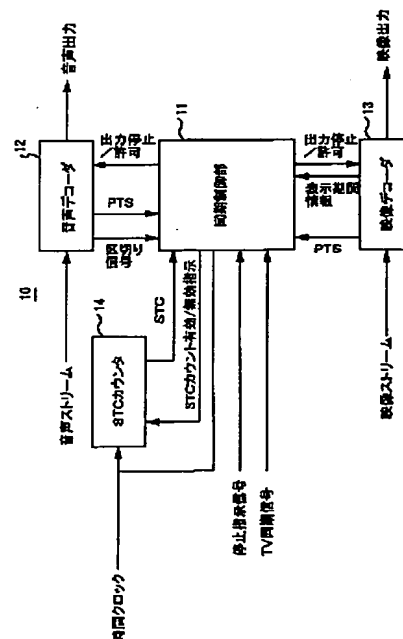 10
12
音声ストリーム
音声デコーダ
音声出力
区切り
信号
PTS
出力停止
/許可
14
STCカウンタ
時間クロック
STC
STCカウント有効/無効指示
11
同期制御部
停止指示信号
TV同期信号
PTS
表示期間
情報
出力停止
/許可
13
映像ストリーム
映像デコーダ
映像出力